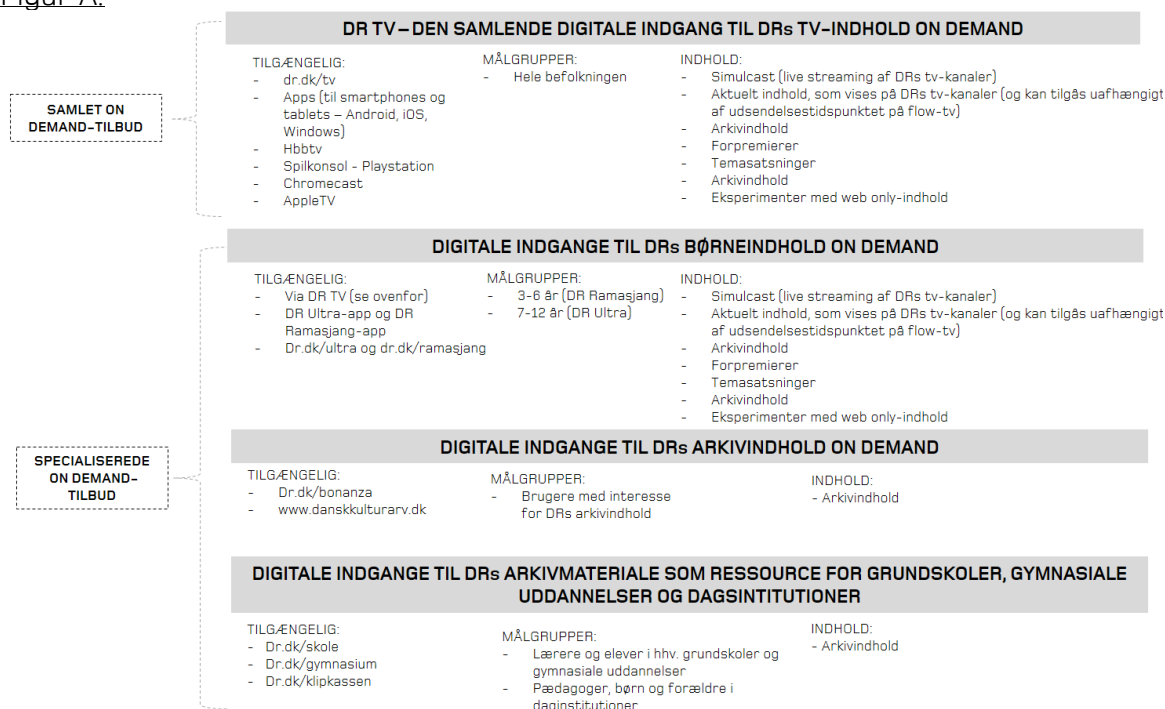 Figur A:
DR TV – DEN SAMLENDE DIGITALE INDGANG TIL DRs TV-INDHOLD ON DEMAND
SAMLET ON
DEMAND-TILBUD
TILGÆNGELIG:
- dr.dk/tv
- Apps (til smartphones og
tablets – Android, iOS,
Windows)
- Hbbtv
- Spilkonsol - Playstation
- Chromecast
- AppleTV
MÅLGRUPPER:
- Hele befolkningen
INDHOLD:
- Simulcast (live streaming af DRs tv-kanaler)
- Aktuelt indhold, som vises på DRs tv-kanaler (og kan tilgås uafhængigt
af udsendelsestidspunktet på flow-tv)
- Arkivindhold
- Forpremierer
- Temasatsninger
- Arkivindhold
- Eksperimenter med web only-indhold
SPECIALISEREDE
ON DEMAND-
TILBUD
DIGITALE INDGANGE TIL DRs BØRNEINDHOLD ON DEMAND
TILGÆNGELIG:
- Via DR TV (se ovenfor)
- DR Ultra-app og DR
Ramasjang-app
- Dr.dk/ultra og dr.dk/ramasjang
MÅLGRUPPER:
- 3-6 år (DR Ramasjang)
- 7-12 år (DR Ultra)
INDHOLD:
- Simulcast (live streaming af DRs tv-kanaler)
- Aktuelt indhold, som vises på DRs tv-kanaler (og kan tilgås uafhængigt
af udsendelsestidspunktet på flow-tv)
- Arkivindhold
- Forpremierer
- Temasatsninger
- Arkivindhold
- Eksperimenter med web only-indhold
DIGITALE INDGANGE TIL DRs ARKIVINDHOLD ON DEMAND
TILGÆNGELIG:
- Dr.dk/bonanza
- www.danskkulturarv.dk
MÅLGRUPPER:
- Brugere med interesse
for DRs arkivindhold
INDHOLD:
- Arkivindhold
DIGITALE INDGANGE TIL DRs ARKIVMATERIALE SOM RESSOURCE FOR GRUNDSKOLER, GYMNASIALE
UDDANNELSER OG DAGSINTITUTIONER
TILGÆNGELIG:
- Dr.dk/skole
- Dr.dk/gymnasium
- Dr.dk/klipkassen
MÅLGRUPPER:
- Lærere og elever i hhv. grundskoler og
gymnasiale uddannelser
- Pædagoger, børn og forældre i
daginstitutioner
INDHOLD:
- Arkivindhold